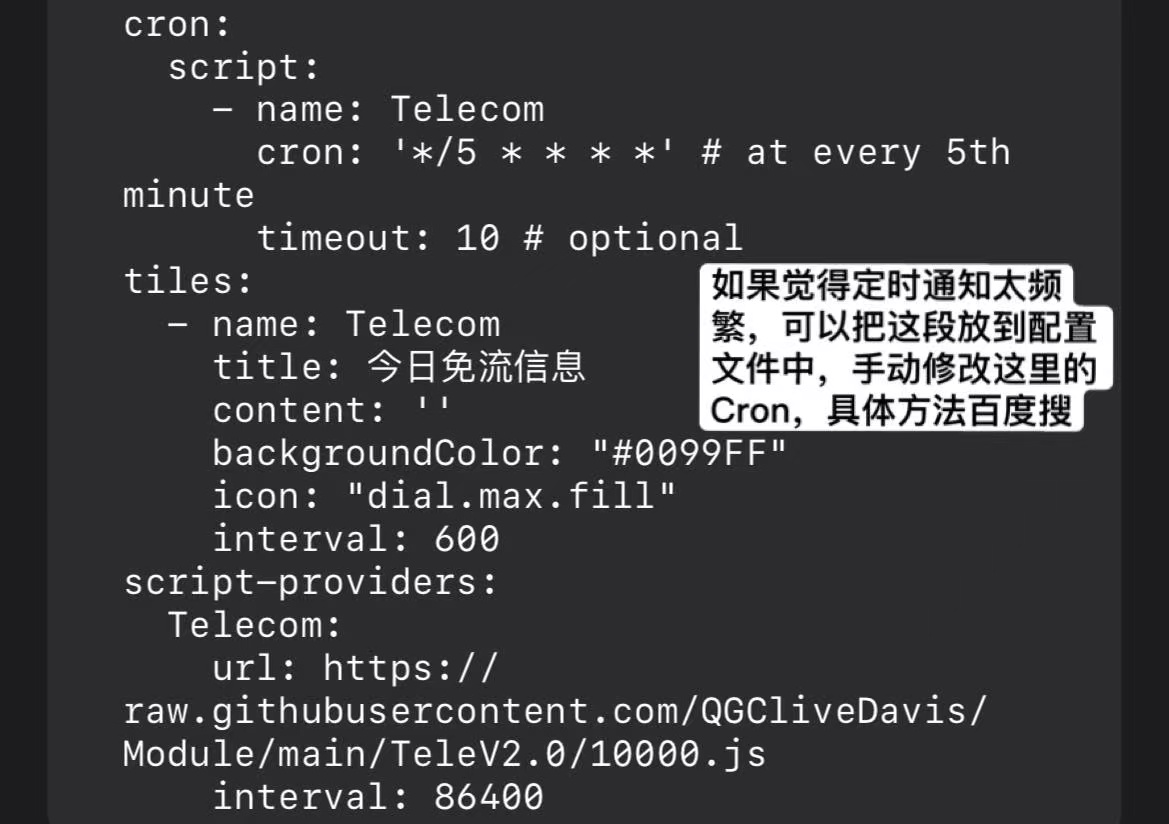 cron:
script:
- name: Telecom
cron: '*/5 * * * *' # at every 5th
minute
timeout: 10 # optional
tiles:
- name: Telecom
title: 今日免流信息
content: ''
backgroundColor: "#0099FF"
icon: "dial.max.fill"
interval: 600
script-providers:
Telecom:
url: https://
raw.githubusercontent.com/QGCliveDavis/
Module/main/TeleV2.0/10000.js
interval: 86400
如果觉得定时通知太频
繁，可以把这段放到配置
文件中，手动修改这里的
Cron，具体方法百度搜